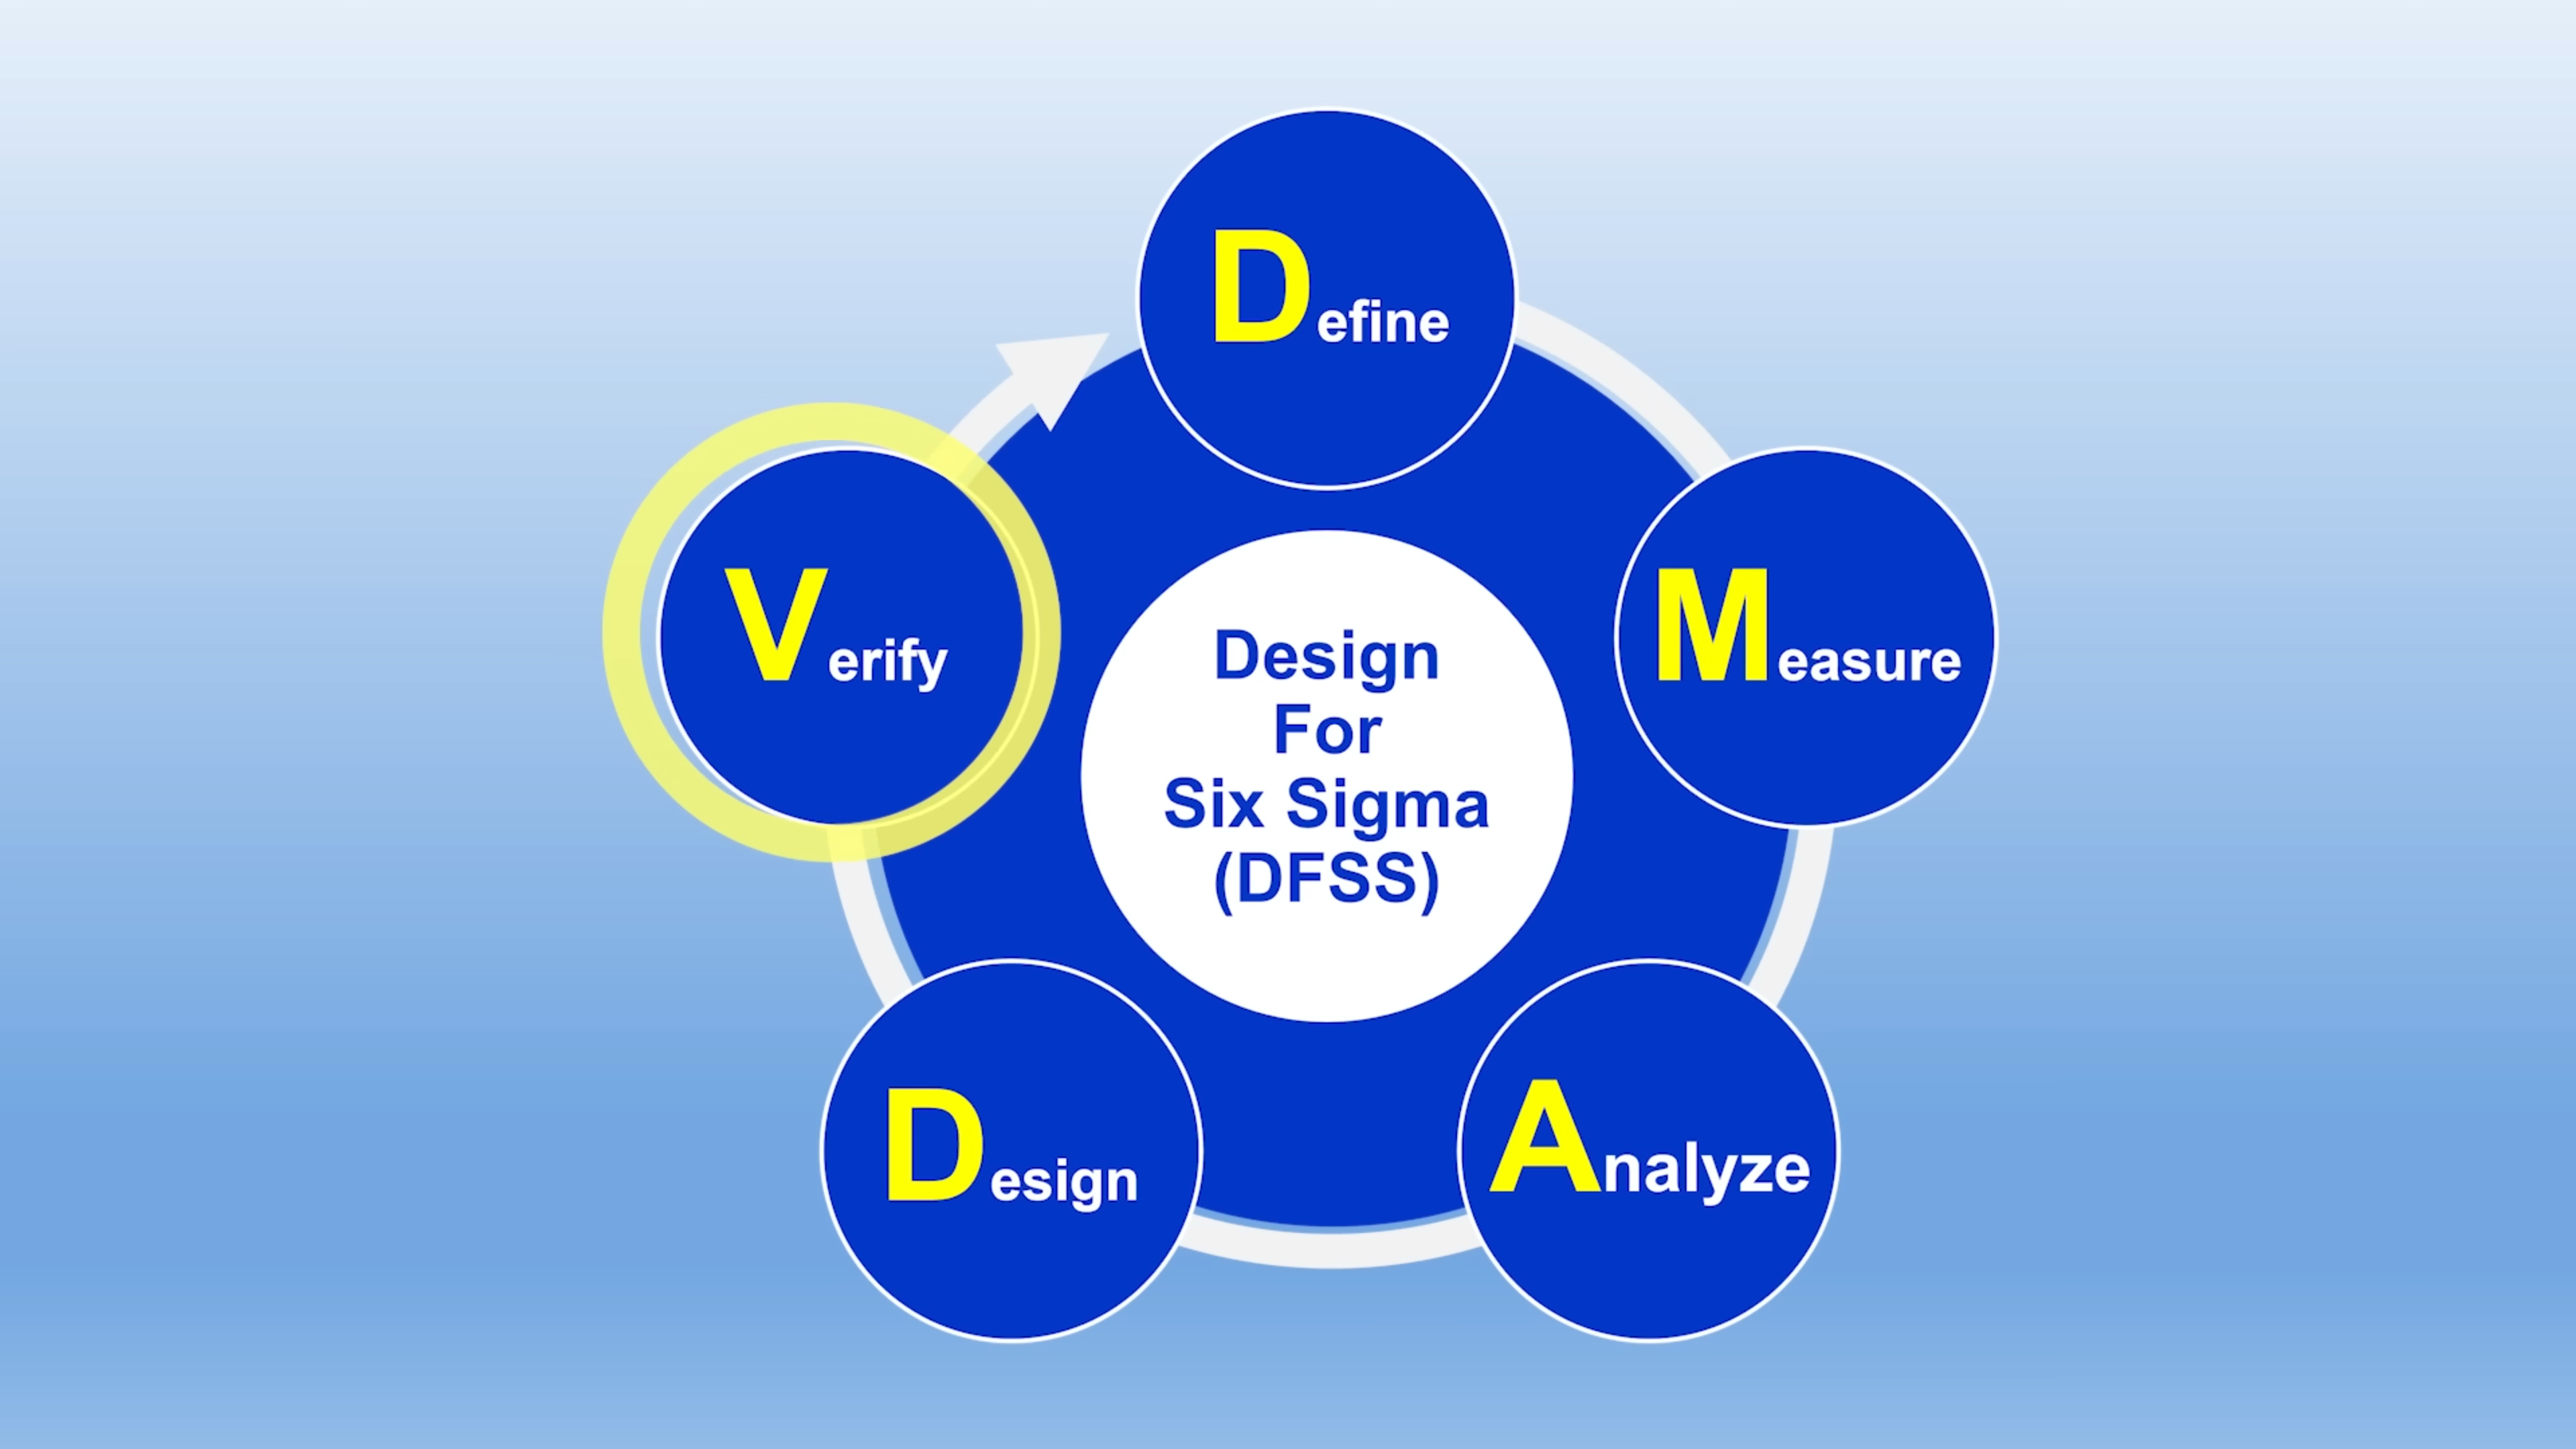 Define
Measure
Analyze
Design
Verify
Design
For
Six Sigma
(DFSS)